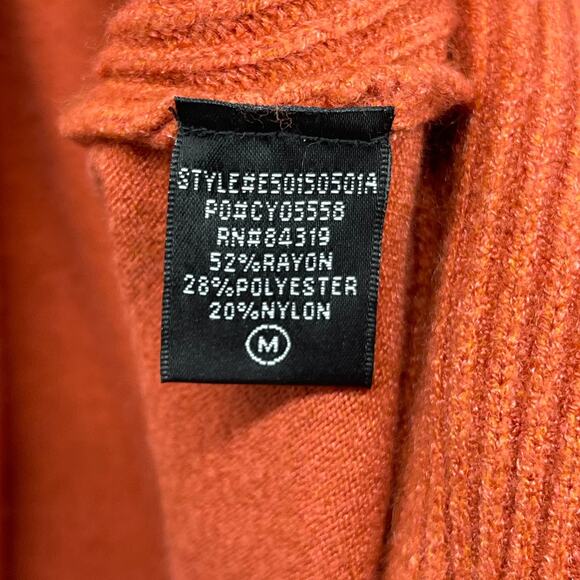 STYLE#E50150501A
PO#CY05558
RN#84319
52%RAYON
28%POLYESTER
20%NYLON
M